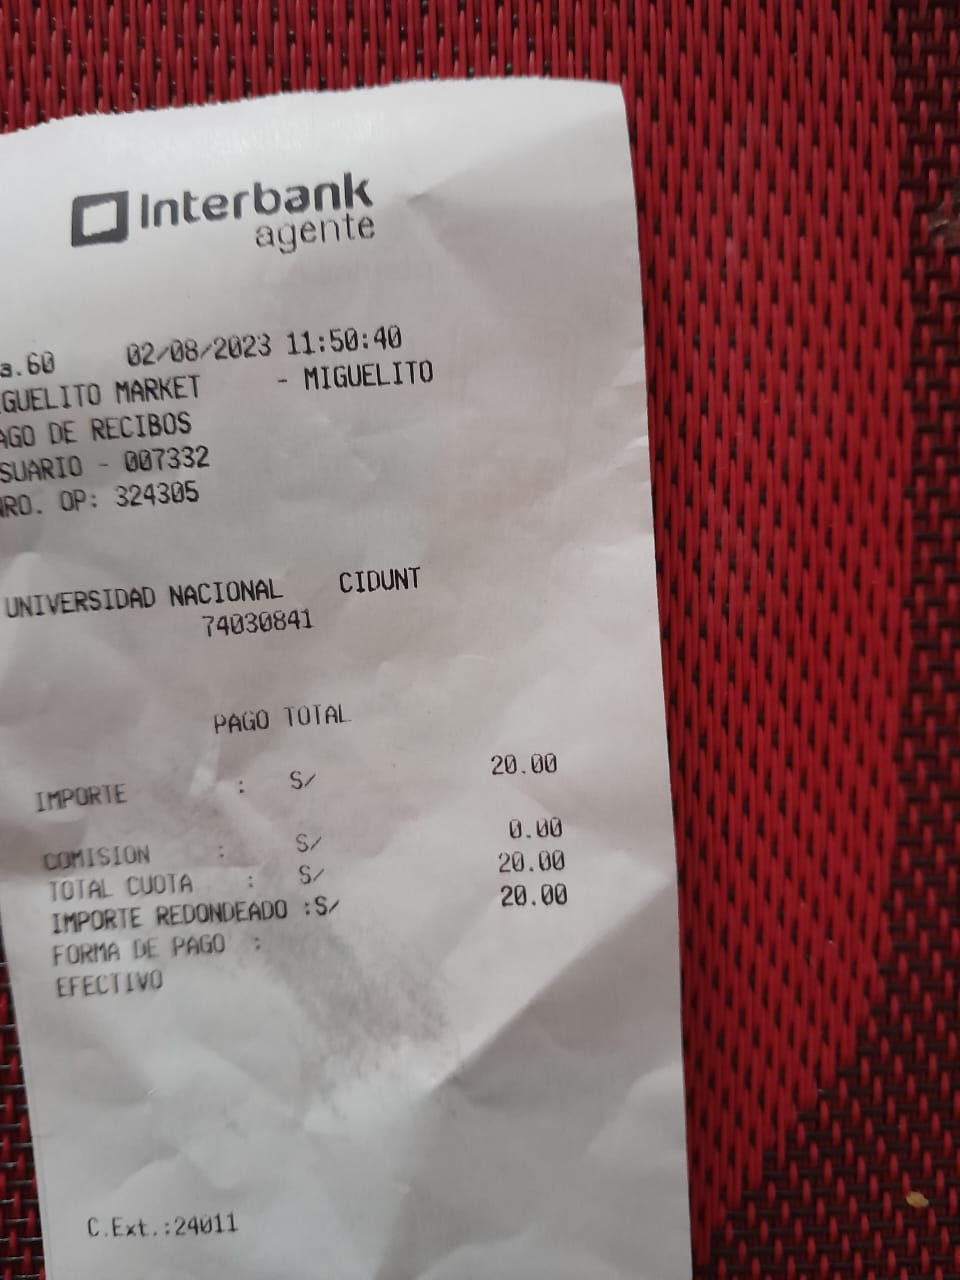 Interbank
agente
a.60 02/08/2023 11:50:40
GUELITO MARKET - MIGUELITO
AGO DE RECIBOS
SUARIO - 007332
NRO. OP: 324305
UNIVERSIDAD NACIONAL CIDUNT
74030841
PAGO TOTAL
IMPORTE : S/ 20.00
COMISION : S/ 0.00
TOTAL CUOTA : S/ 20.00
IMPORTE REDONDEADO :S/ 20.00
FORMA DE PAGO :
EFECTIVO
C.Ext.:24011